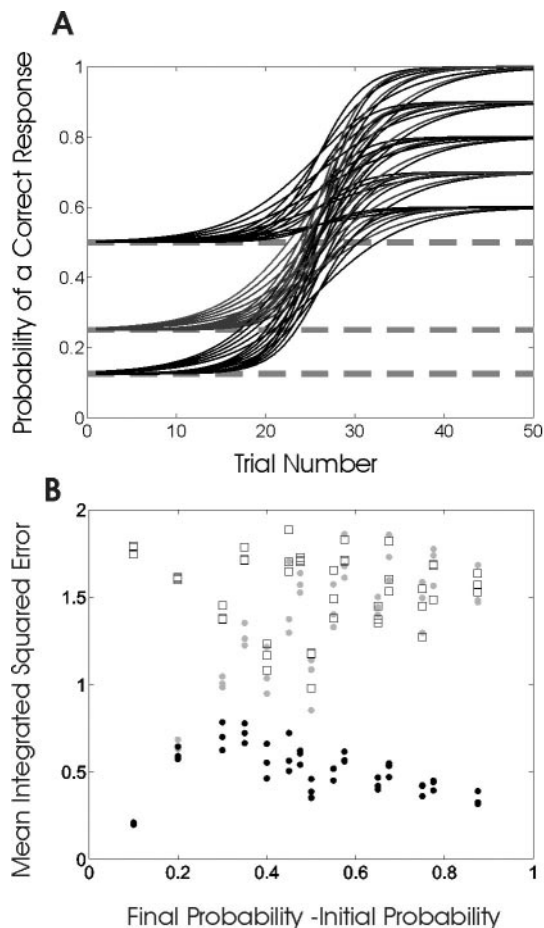 A
Probability of a Correct Response
1
0.8
0.6
0.4
0.2
0
0 10 20 30 40 50
Trial Number
B
Mean Integrated Squared Error
2
1.5
1
0.5
0
0 0.2 0.4 0.6 0.8 1
Final Probability -Initial Probability